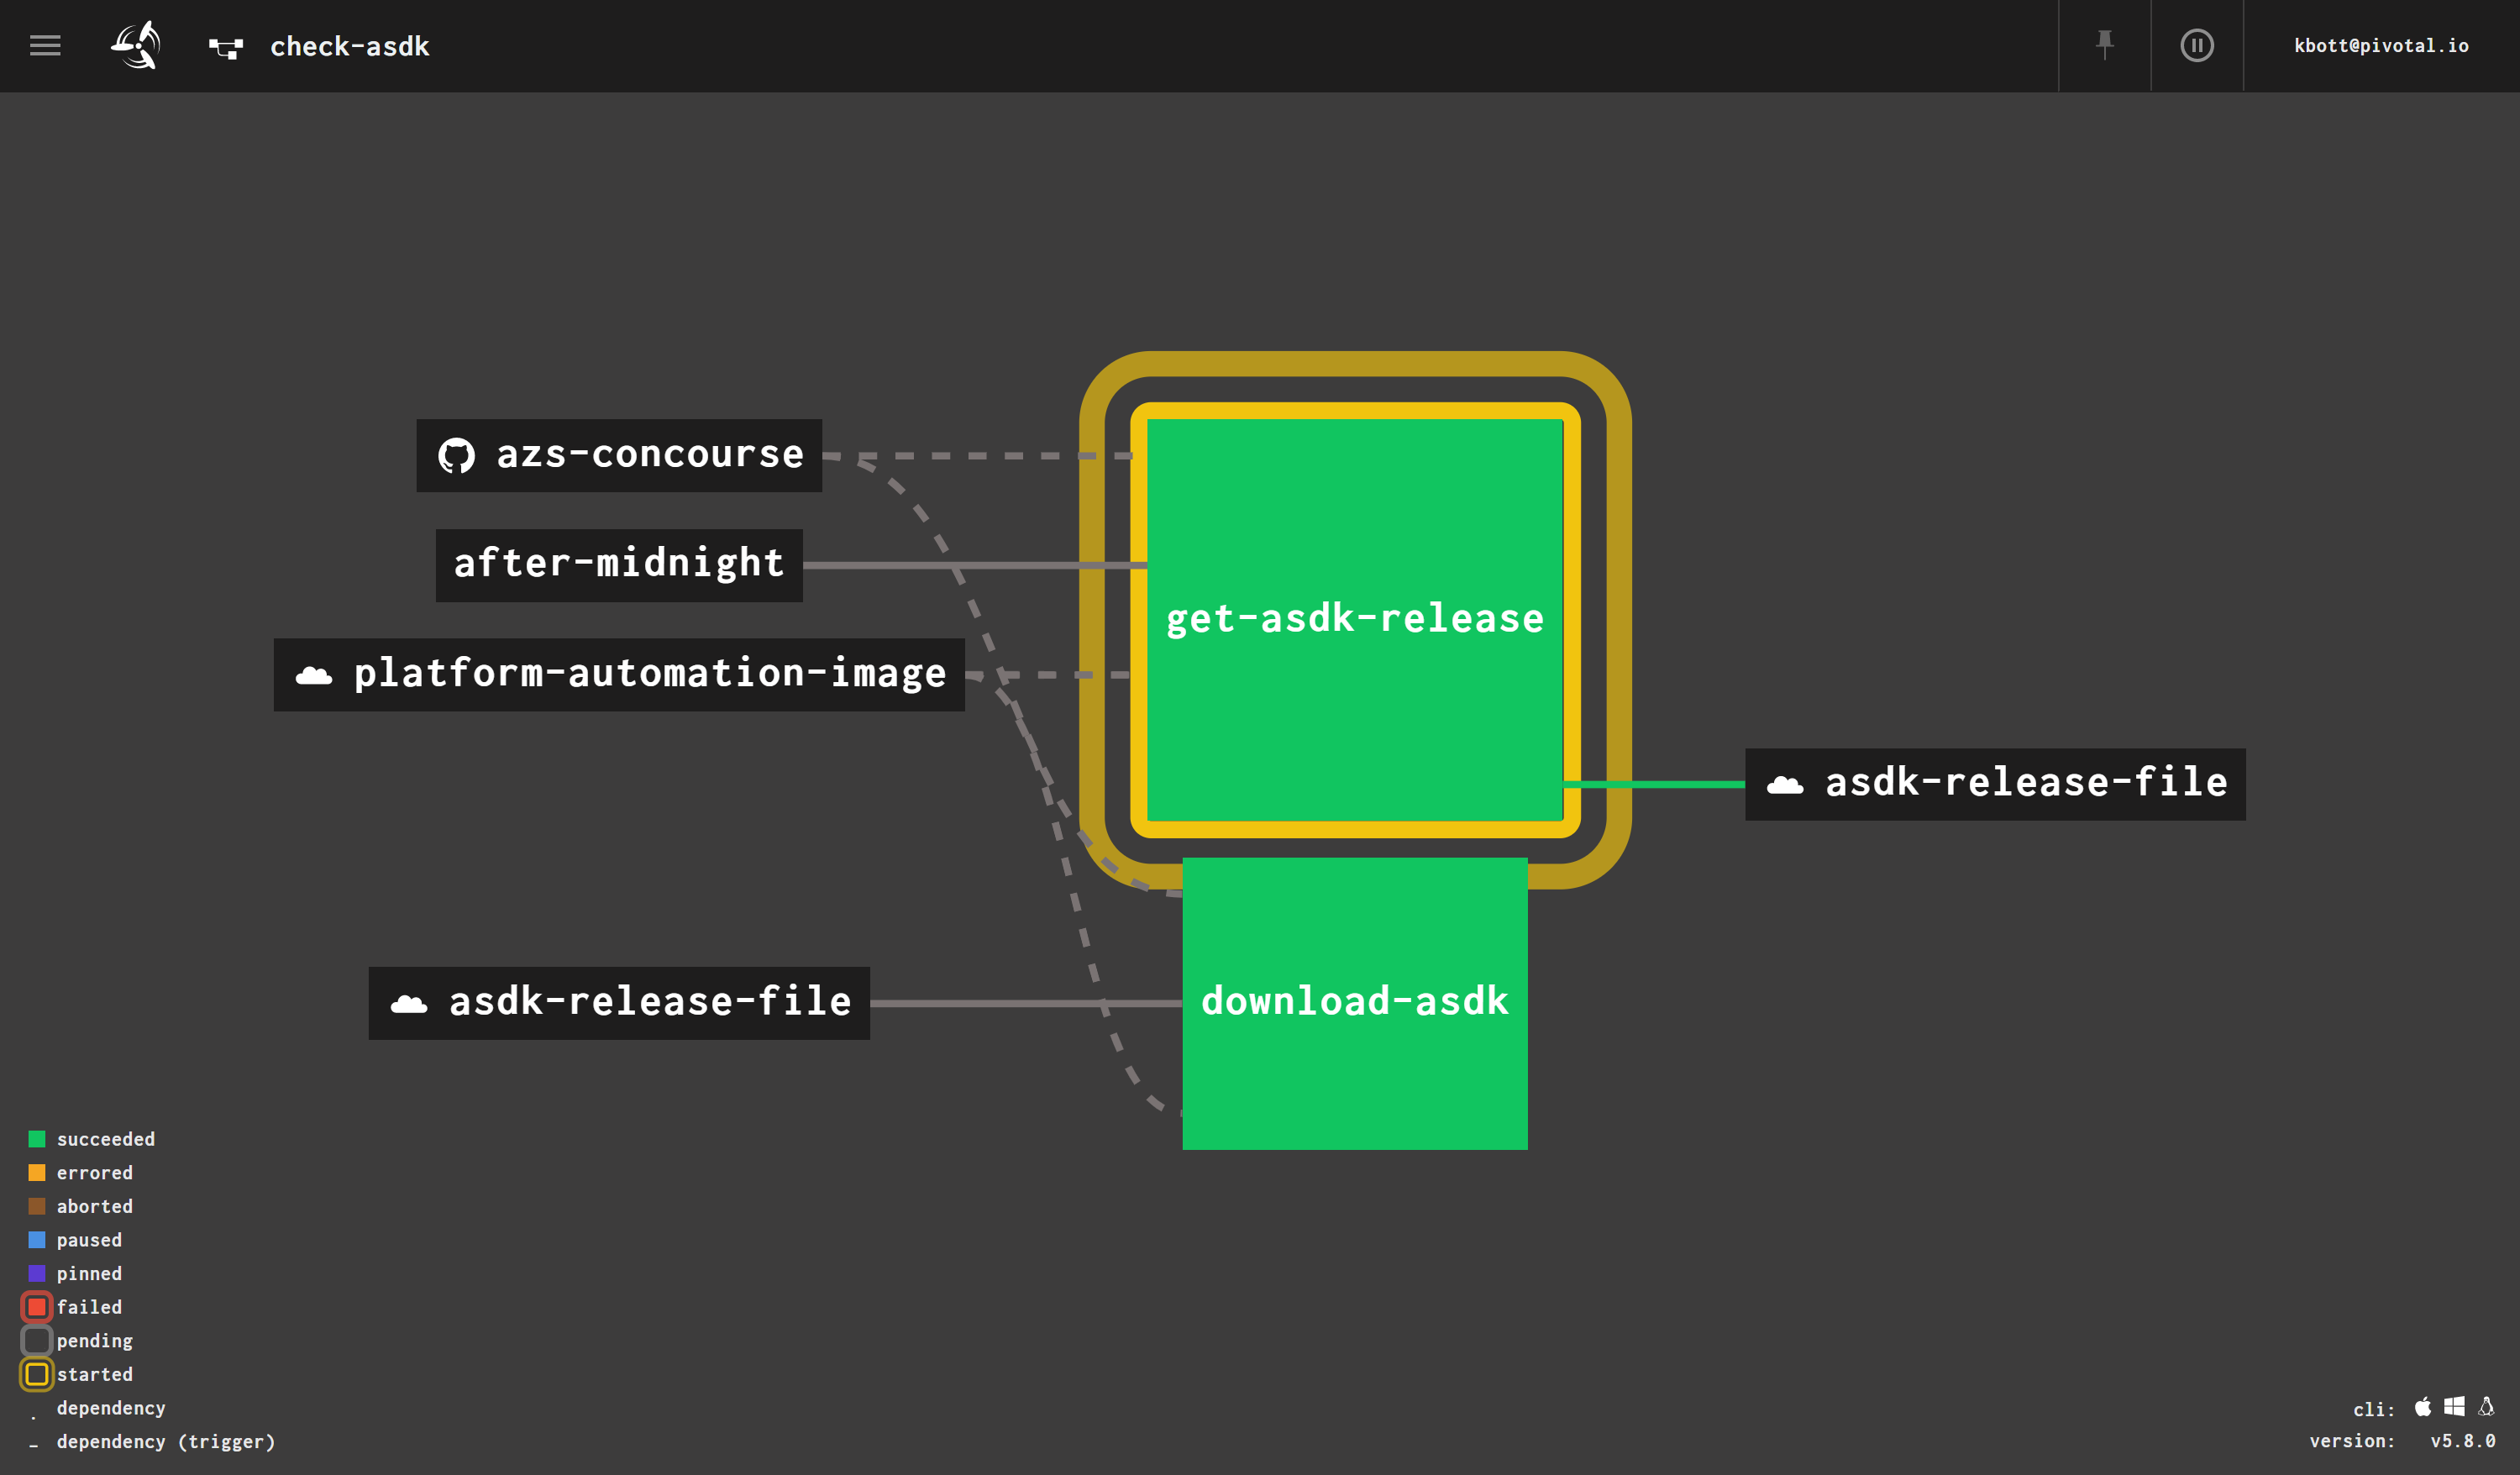 check-asdk
kbott@pivotal.io
azs-concourse
after-midnight
get-asdk-release
platform-automation-image
asdk-release-file
asdk-release-file
download-asdk
succeeded
errored
aborted
paused
pinned
failed
pending
started
. dependency
- dependency (trigger)
cli:
version: v5.8.0